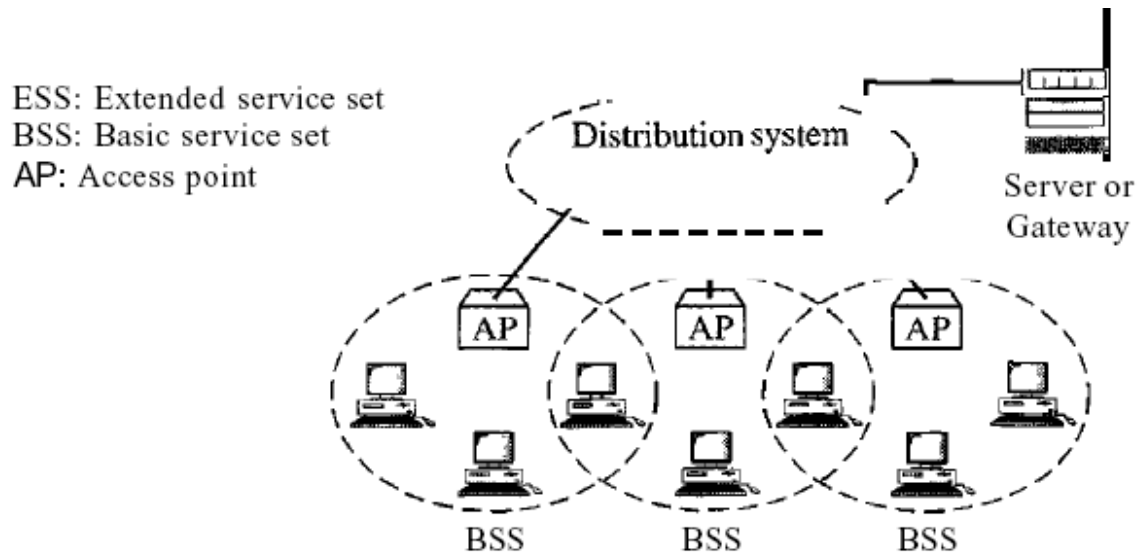 ESS: Extended service set
BSS: Basic service set
AP: Access point
Distribution system
Server or
Gateway
AP
AP
AP
BSS
BSS
BSS